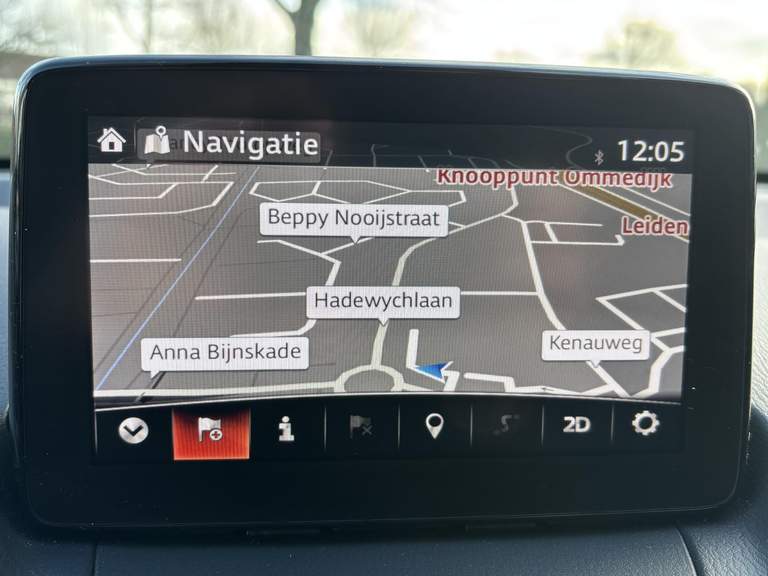 Navigatie
12:05
Knooppunt Ommedijk
Beppy Nooijstraat
Leiden
Hadewychlaan
Kenauweg
Anna Bijnskade
2D